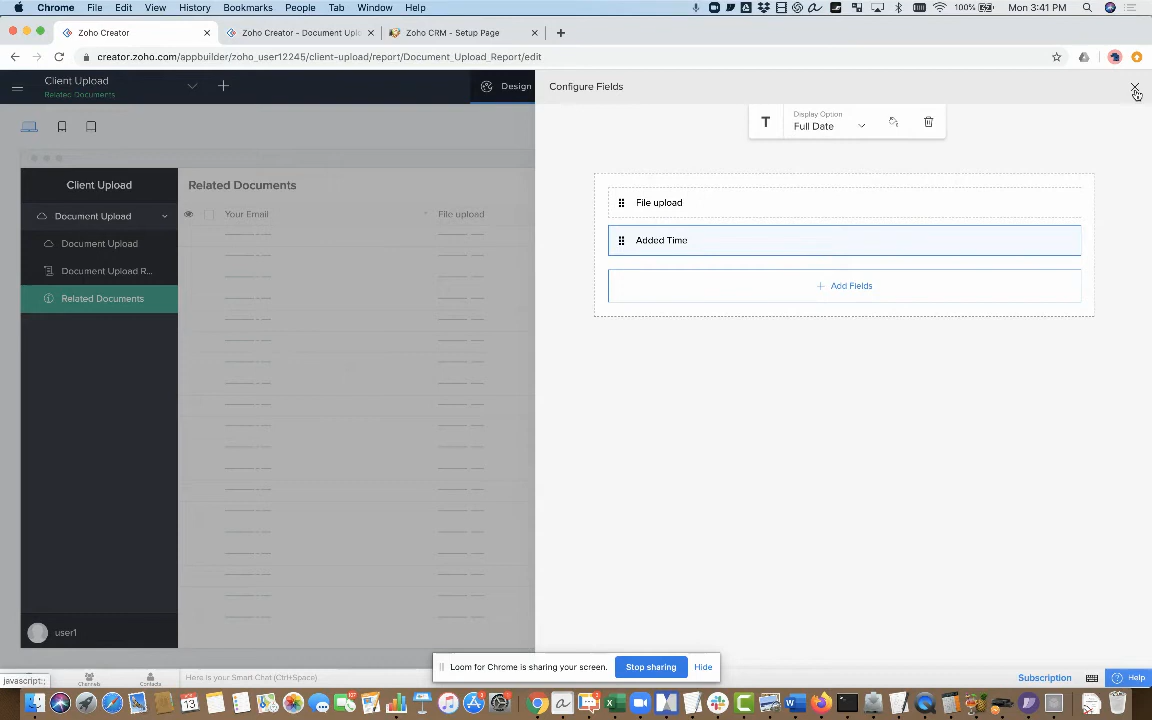 Chrome File Edit View History Bookmarks People Tab Window Help 100% Mon 3:41 PM
Zoho Creator Zoho Creator - Document Uplo Zoho CRM - Setup Page
creator.zoho.com/appbuilder/zoho_user12245/client-upload/report/Document_Upload_Report/edit
Client Upload
Related Documents
Design
Configure Fields
T
Display Option
Full Date
Client Upload
Document Upload
Document Upload
Document Upload R...
Related Documents
user1
Related Documents
Your Email
File upload
File upload
Added Time
+ Add Fields
Loom for Chrome is sharing your screen. Stop sharing Hide
javascript:;
Channels
Contacts
Here is your Smart Chat (Ctrl+Space)
Subscription
Help